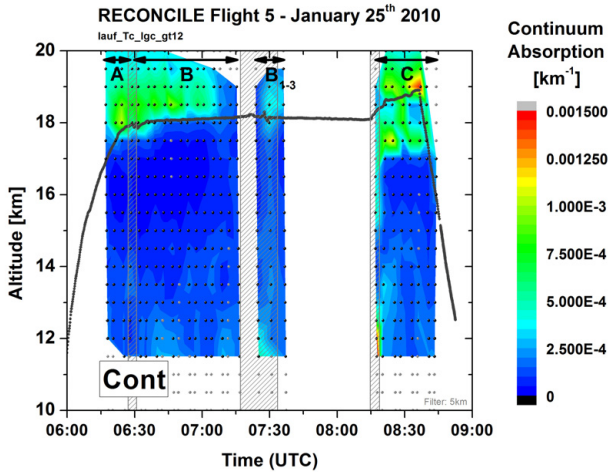 RECONCILE Flight 5 - January 25th 2010
lauf_Tc_lgc_gt12
Continuum
Absorption
[km-1]
A B B 1-3 C
20
18
16
14
12
10
Altitude [km]
Cont
Filter: 5km
06:00 06:30 07:00 07:30 08:00 08:30 09:00
Time (UTC)
0.001500
0.001250
1.000E-3
7.500E-4
5.000E-4
2.500E-4
0